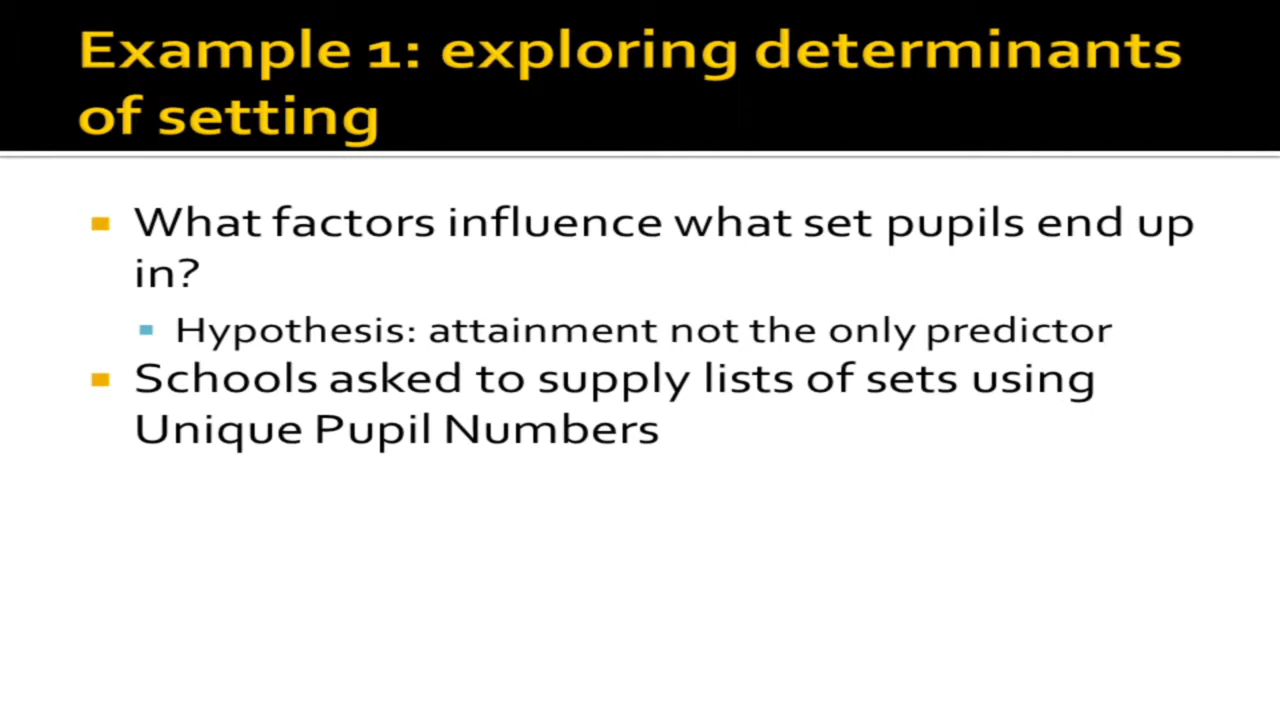 Example 1: exploring determinants
of setting
What factors influence what set pupils end up
in?
Hypothesis: attainment not the only predictor
Schools asked to supply lists of sets using
Unique Pupil Numbers